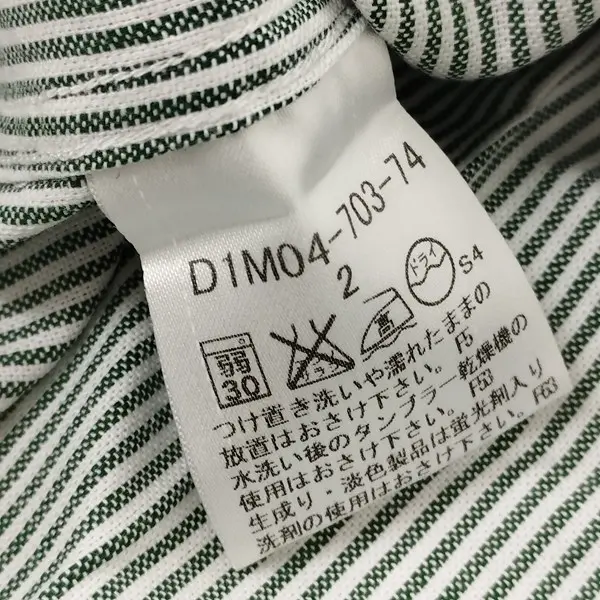 D1M04-703-74
2
弱
30
高
ドライ
S4
つけ置き洗いや濡れたままの
放置はおさけ下さい。F5
水洗い後のタンブラー乾燥機の
使用はおさけ下さい。F53
生成り・淡色製品は蛍光剤入り
洗剤の使用はおさけ下さい。F63